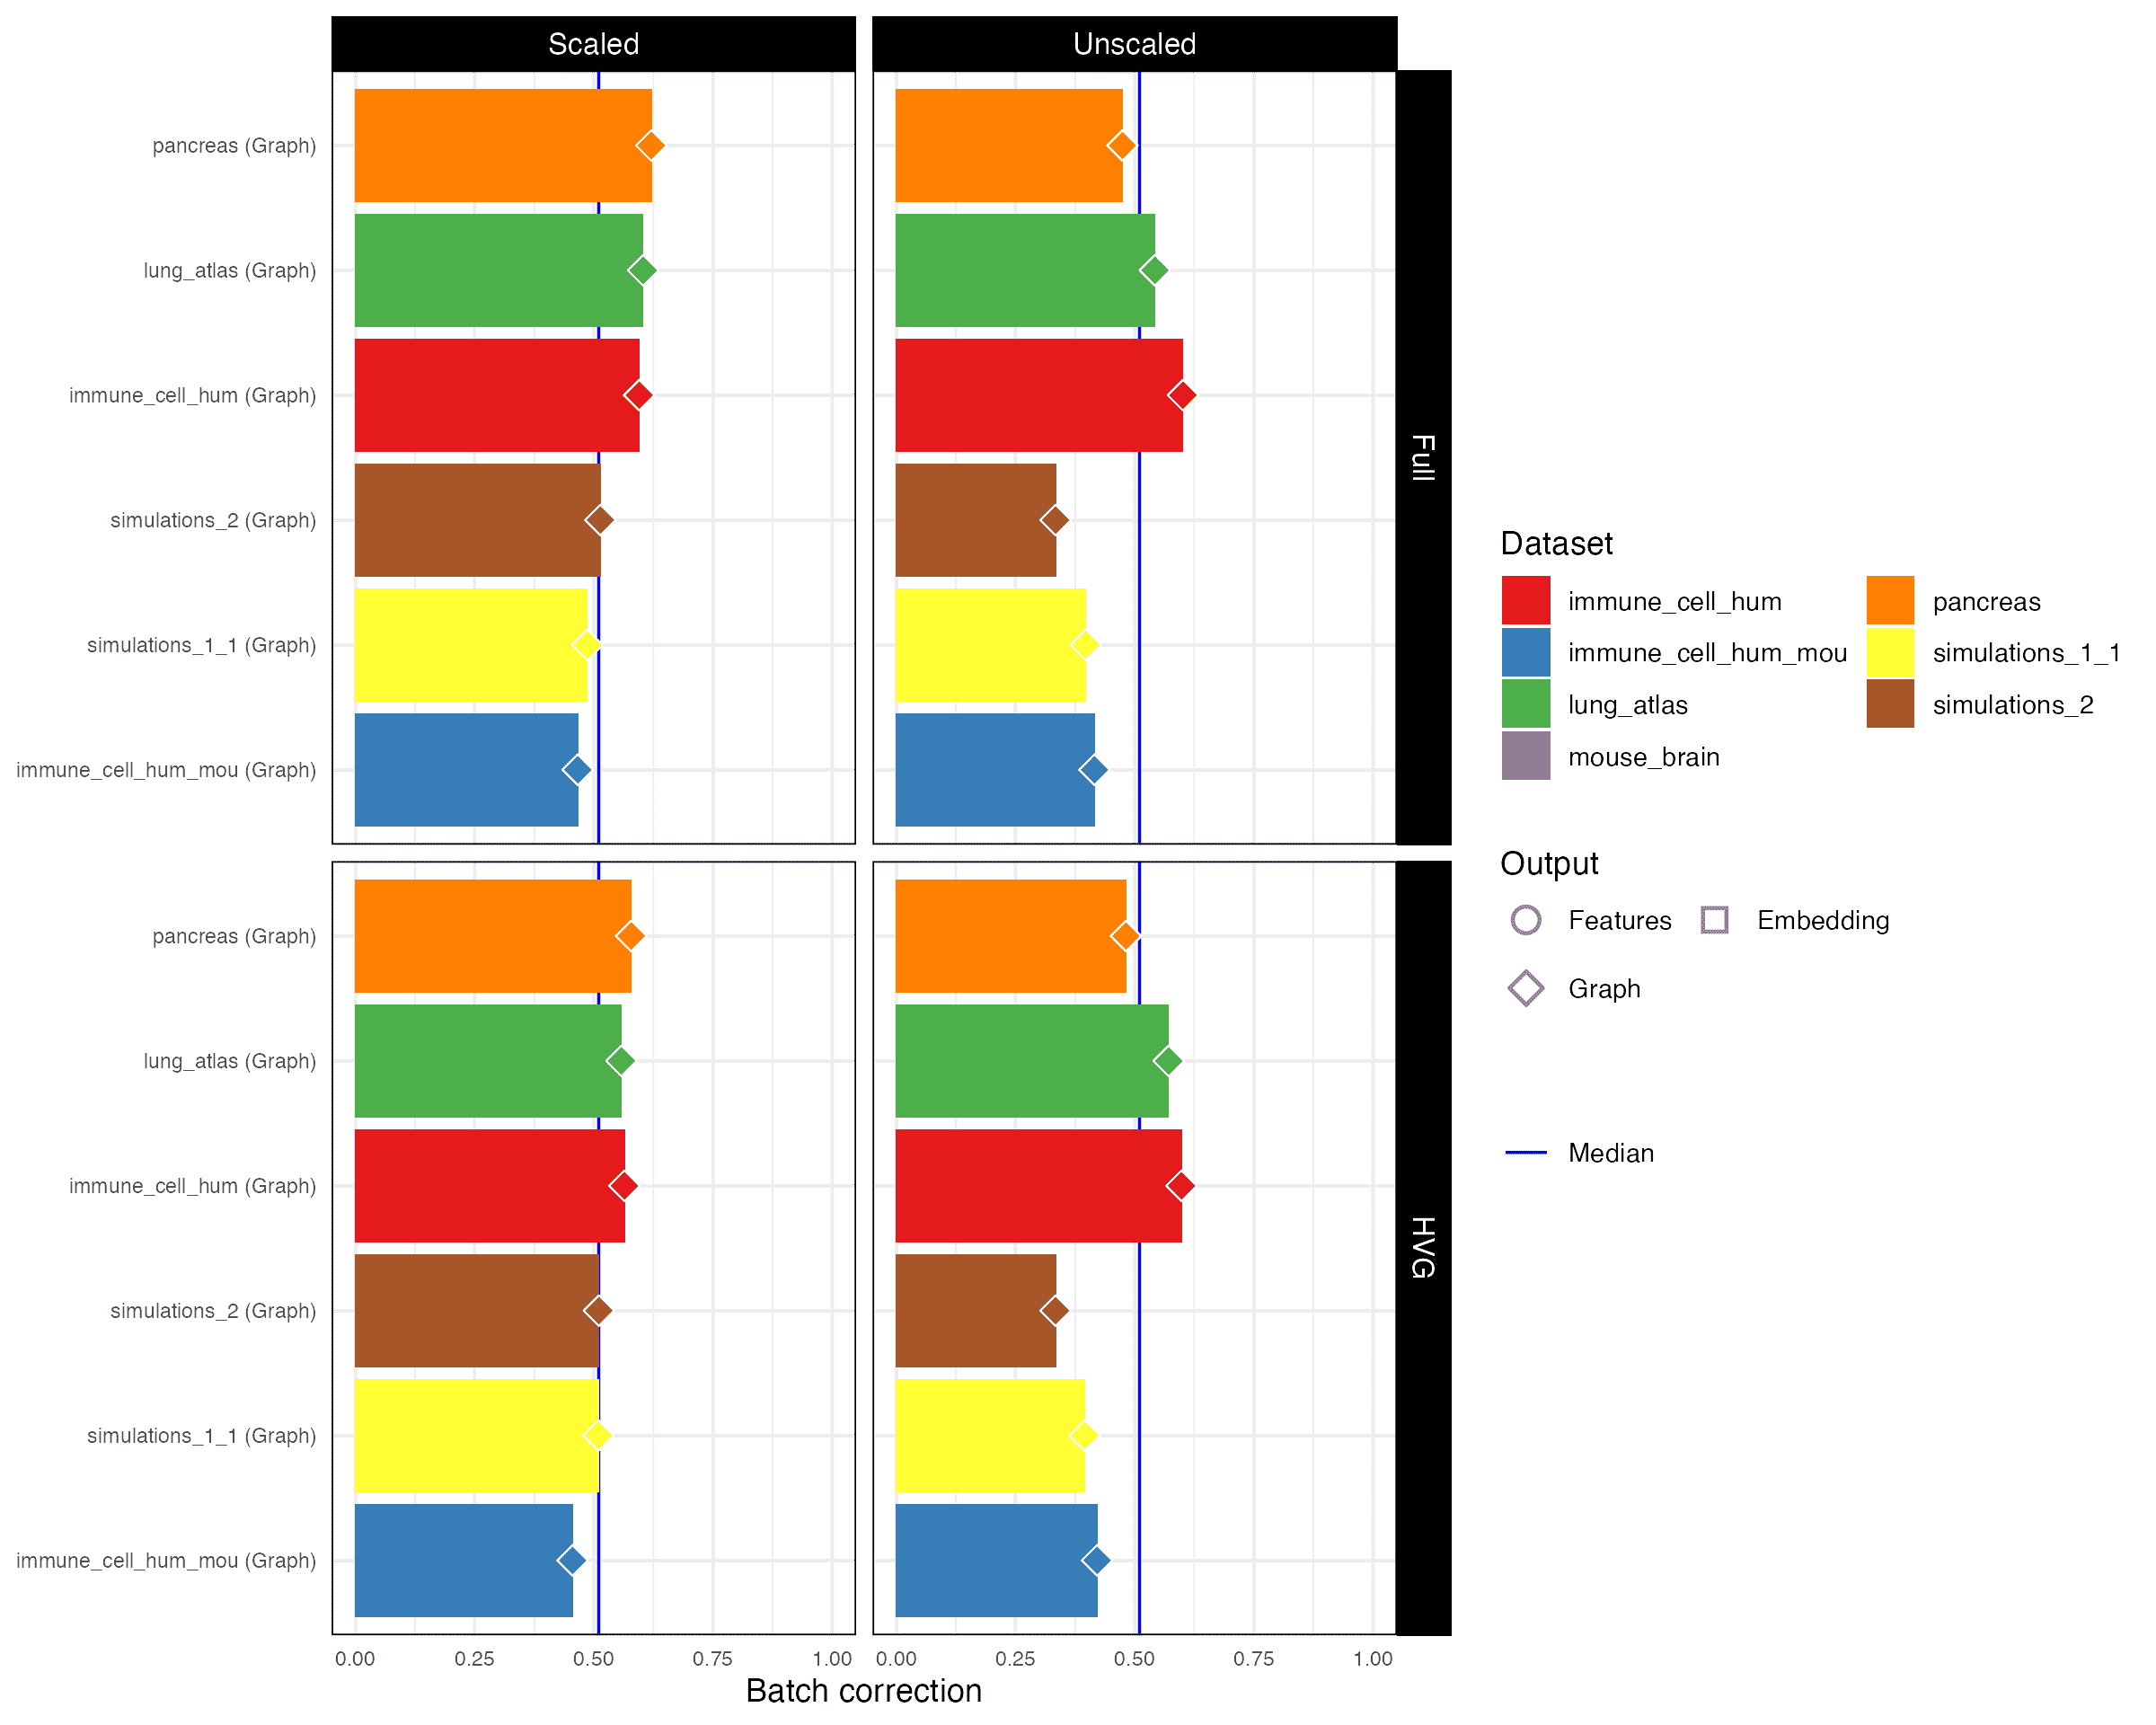 Scaled
Unscaled
pancreas (Graph)
lung_atlas (Graph)
immune_cell_hum (Graph)
simulations_2 (Graph)
simulations_1_1 (Graph)
immune_cell_hum_mou (Graph)
Full
pancreas (Graph)
lung_atlas (Graph)
immune_cell_hum (Graph)
simulations_2 (Graph)
simulations_1_1 (Graph)
immune_cell_hum_mou (Graph)
HVG
0.00 0.25 0.50 0.75 1.00
0.00 0.25 0.50 0.75 1.00
Batch correction
Dataset
immune_cell_hum
immune_cell_hum_mou
lung_atlas
mouse_brain
pancreas
simulations_1_1
simulations_2
Output
Features
Embedding
Graph
Median